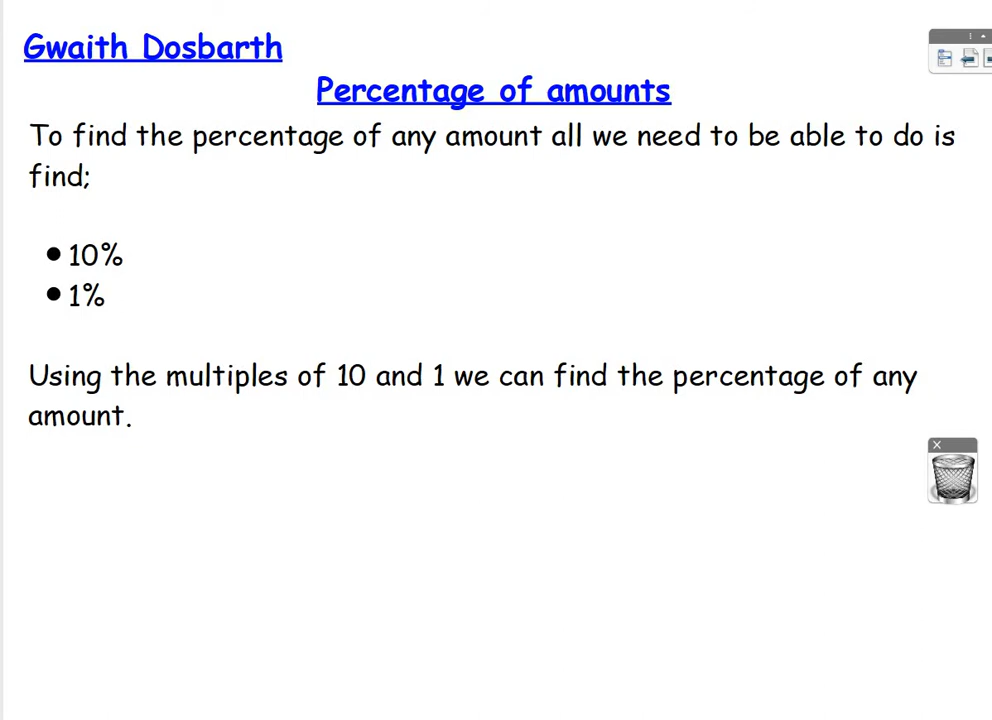 Gwaith Dosbarth
Percentage of amounts
To find the percentage of any amount all we need to be able to do is
find;
• 10%
• 1%
Using the multiples of 10 and 1 we can find the percentage of any
amount.